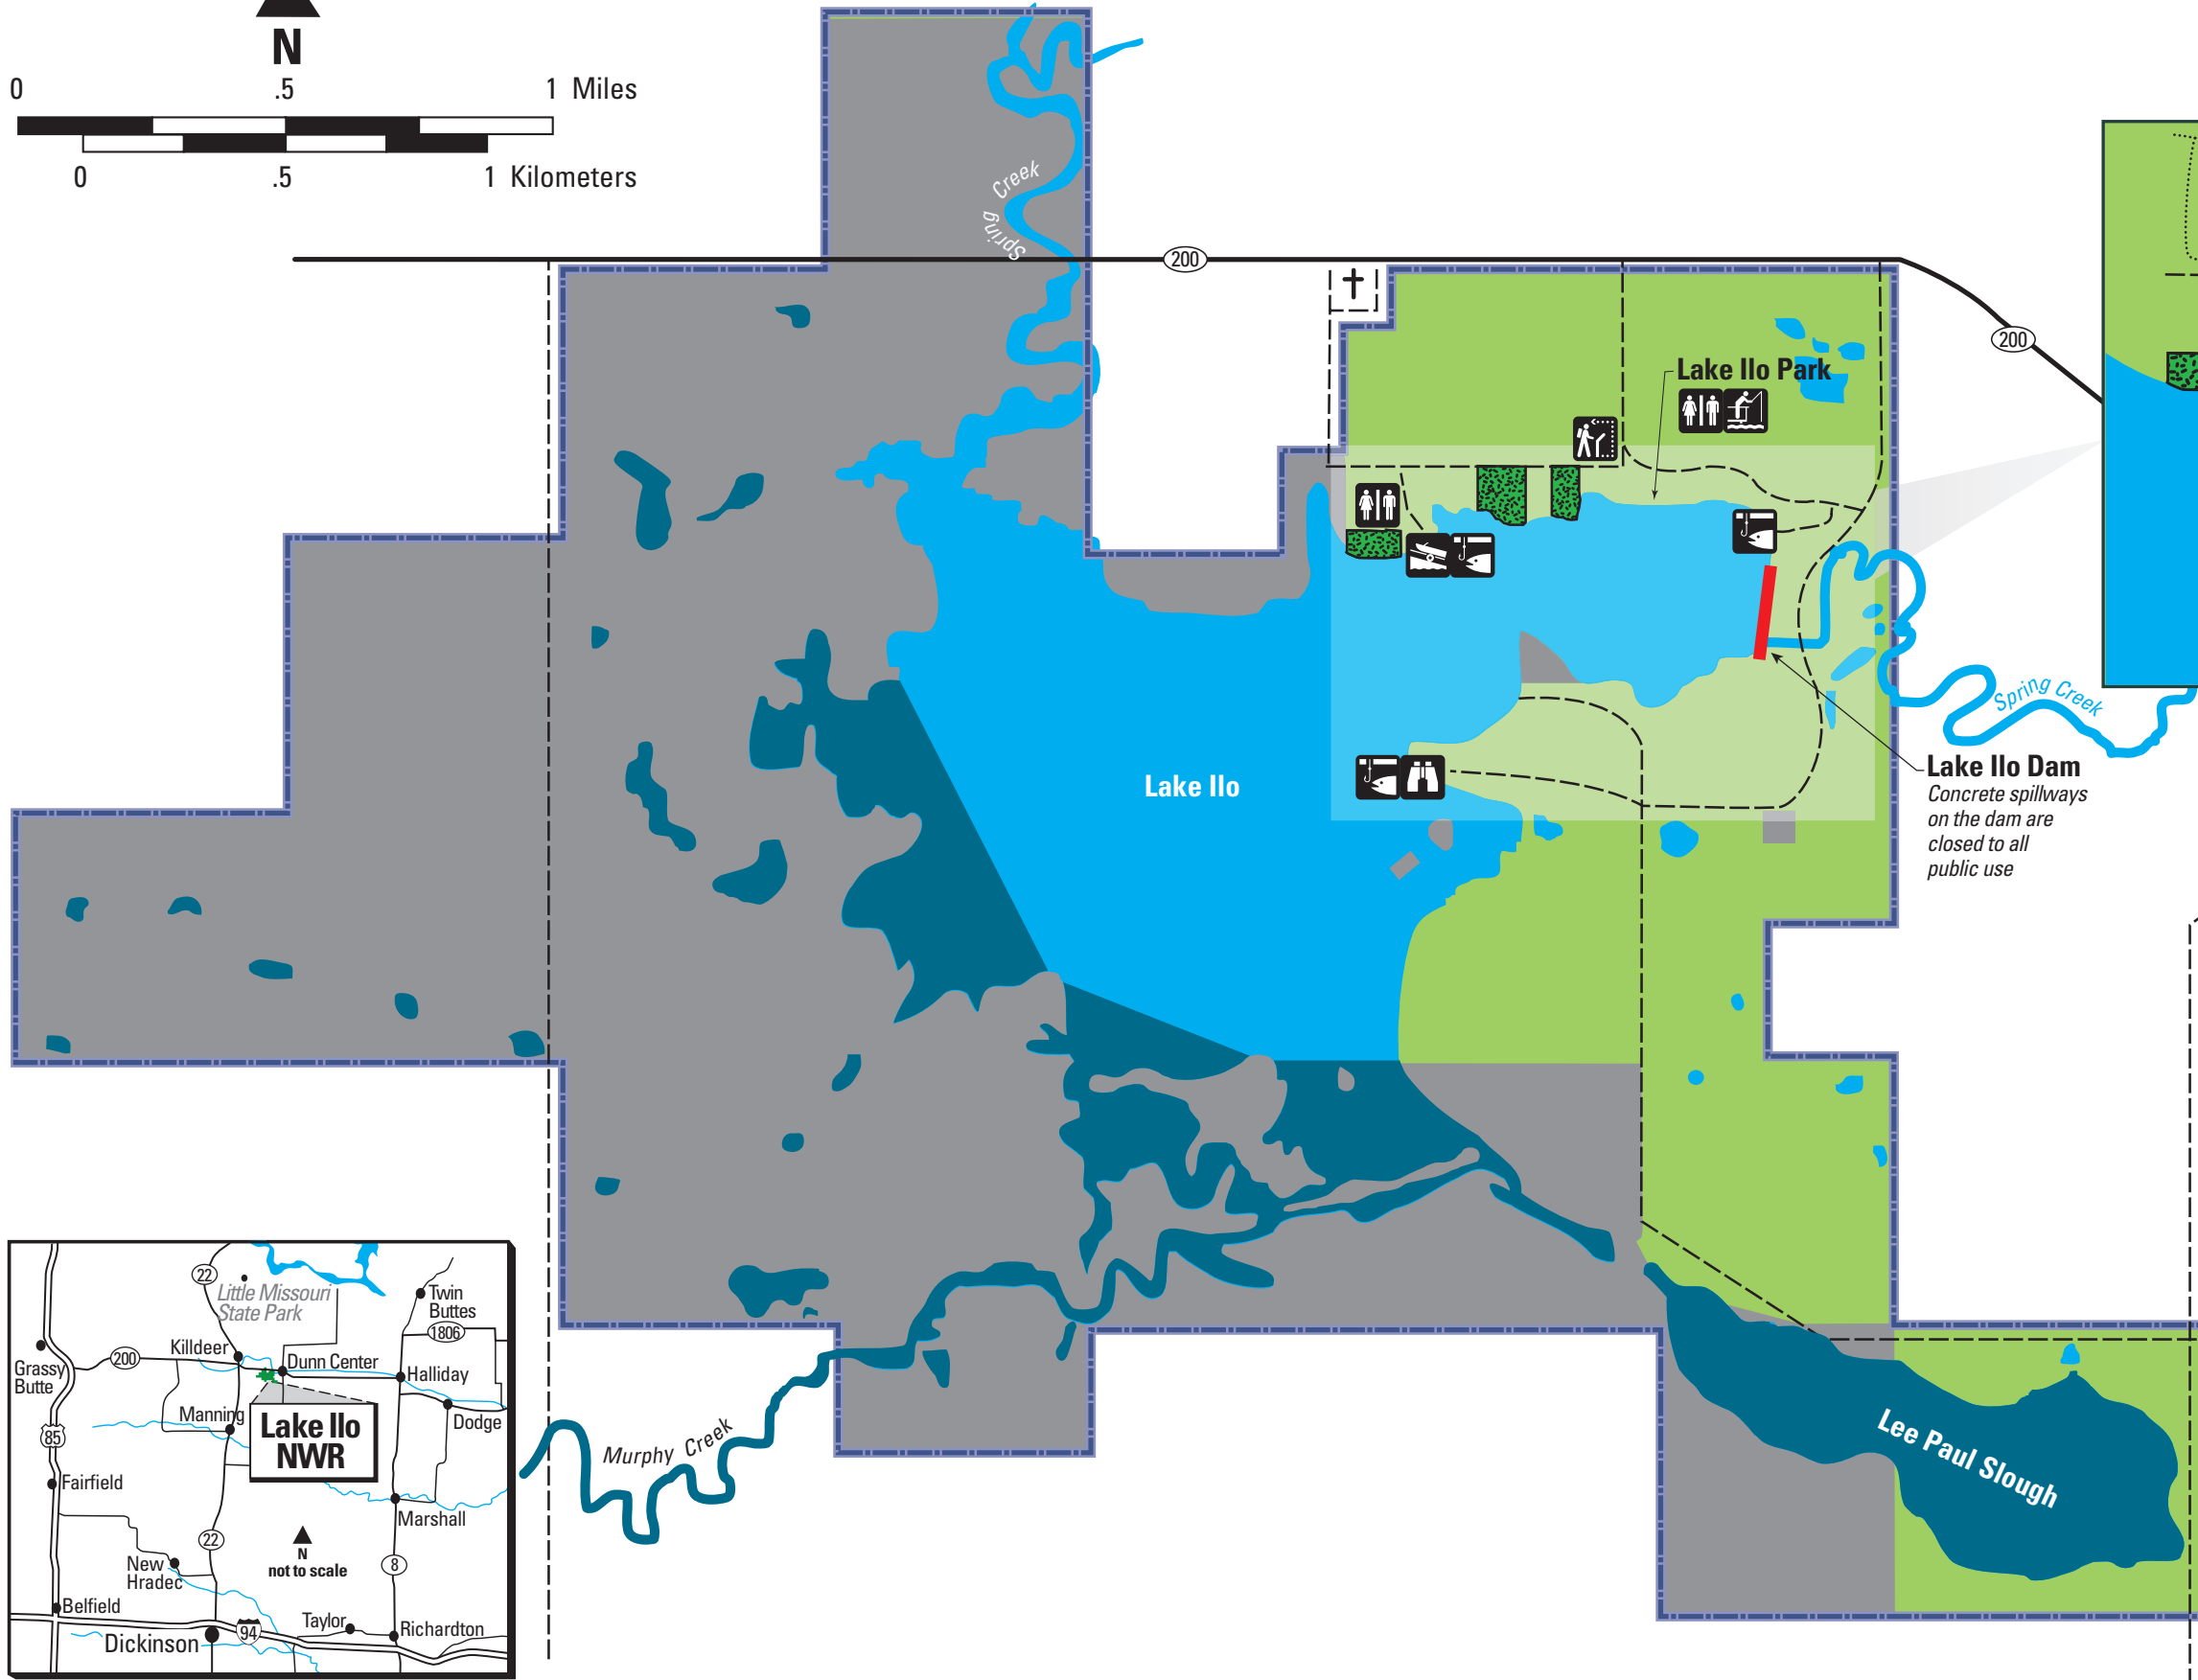 N
0 .5 1 Miles
0 .5 1 Kilometers
Spring Creek
200
200
Lake Ilo Park
Lake Ilo
Spring Creek
Lake Ilo Dam
Concrete spillways
on the dam are
closed to all
public use
Murphy Creek
Lee Paul Slough
22
Little Missouri
State Park
Twin
Buttes
1806
Killdeer
200
Dunn Center
Grassy
Butte
Halliday
Manning
Dodge
85
Lake Ilo
NWR
Fairfield
Marshall
22
N
not to scale
8
New
Hradec
Belfield
Taylor
Richardton
94
Dickinson